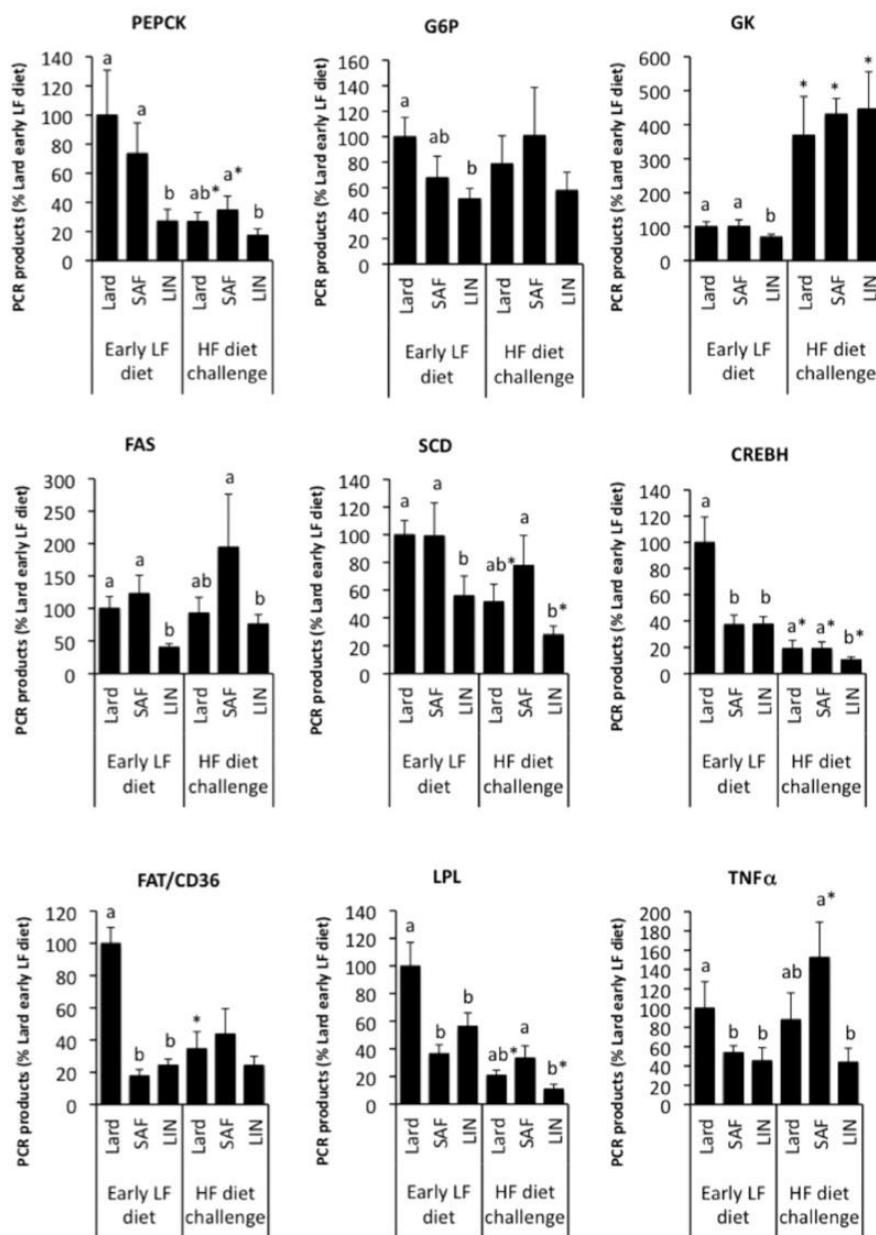 PEPCK
PCR products (% Lard early LF diet)
140
120
100
80
60
40
20
0
a
a
b
ab*
a*
b
Lard
SAF
LIN
Lard
SAF
LIN
Early LF
diet
HF diet
challenge
G6P
PCR products (% Lard early LF diet)
160
140
120
100
80
60
40
20
0
a
ab
b
Lard
SAF
LIN
Lard
SAF
LIN
Early LF
diet
HF diet
challenge
GK
PCR products (% Lard early LF diet)
600
500
400
300
200
100
0
a
a
b
*
*
*
Lard
SAF
LIN
Lard
SAF
LIN
Early LF
diet
HF diet
challenge
FAS
PCR products (% Lard early LF diet)
300
250
200
150
100
50
0
a
a
b
ab
a
b
Lard
SAF
LIN
Lard
SAF
LIN
Early LF
diet
HF diet
challenge
SCD
PCR products (% Lard early LF diet)
140
120
100
80
60
40
20
0
a
a
b
ab*
a
b*
Lard
SAF
LIN
Lard
SAF
LIN
Early LF
diet
HF diet
challenge
CREBH
PCR products (% Lard early LF diet)
140
120
100
80
60
40
20
0
a
b
b
a*
a*
b*
Lard
SAF
LIN
Lard
SAF
LIN
Early LF
diet
HF diet
challenge
FAT/CD36
PCR products (% Lard early LF diet)
120
100
80
60
40
20
0
a
b
b
*
Lard
SAF
LIN
Lard
SAF
LIN
Early LF
diet
HF diet
challenge
LPL
PCR products (% Lard early LF diet)
140
120
100
80
60
40
20
0
a
b
b
ab*
a
b*
Lard
SAF
LIN
Lard
SAF
LIN
Early LF
diet
HF diet
challenge
TNFα
PCR products (% Lard early LF diet)
200
180
160
140
120
100
80
60
40
20
0
a
b
b
ab
a*
b
Lard
SAF
LIN
Lard
SAF
LIN
Early LF
diet
HF diet
challenge